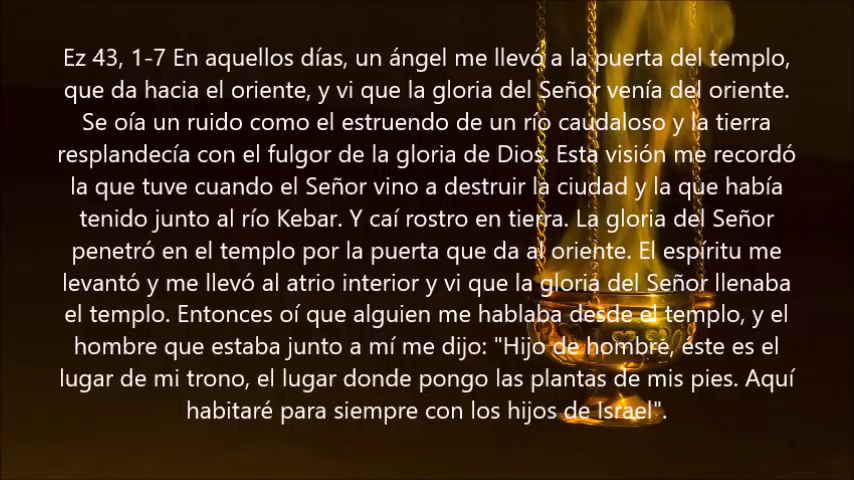 Ez 43, 1-7 En aquellos días, un ángel me llevó a la puerta del templo,
que da hacia el oriente, y vi que la gloria del Señor venía del oriente.
Se oía un ruido como el estruendo de un río caudaloso y la tierra
resplandecía con el fulgor de la gloria de Dios. Esta visión me recordó
la que tuve cuando el Señor vino a destruir la ciudad y la que había
tenido junto al río Kebar. Y caí rostro en tierra. La gloria del Señor
penetró en el templo por la puerta que da al oriente. El espíritu me
levantó y me llevó al atrio interior y vi que la gloria del Señor llenaba
el templo. Entonces oí que alguien me hablaba desde el templo, y el
hombre que estaba junto a mí me dijo: "Hijo de hombre, éste es el
lugar de mi trono, el lugar donde pongo las plantas de mis pies. Aquí
habitaré para siempre con los hijos de Israel".